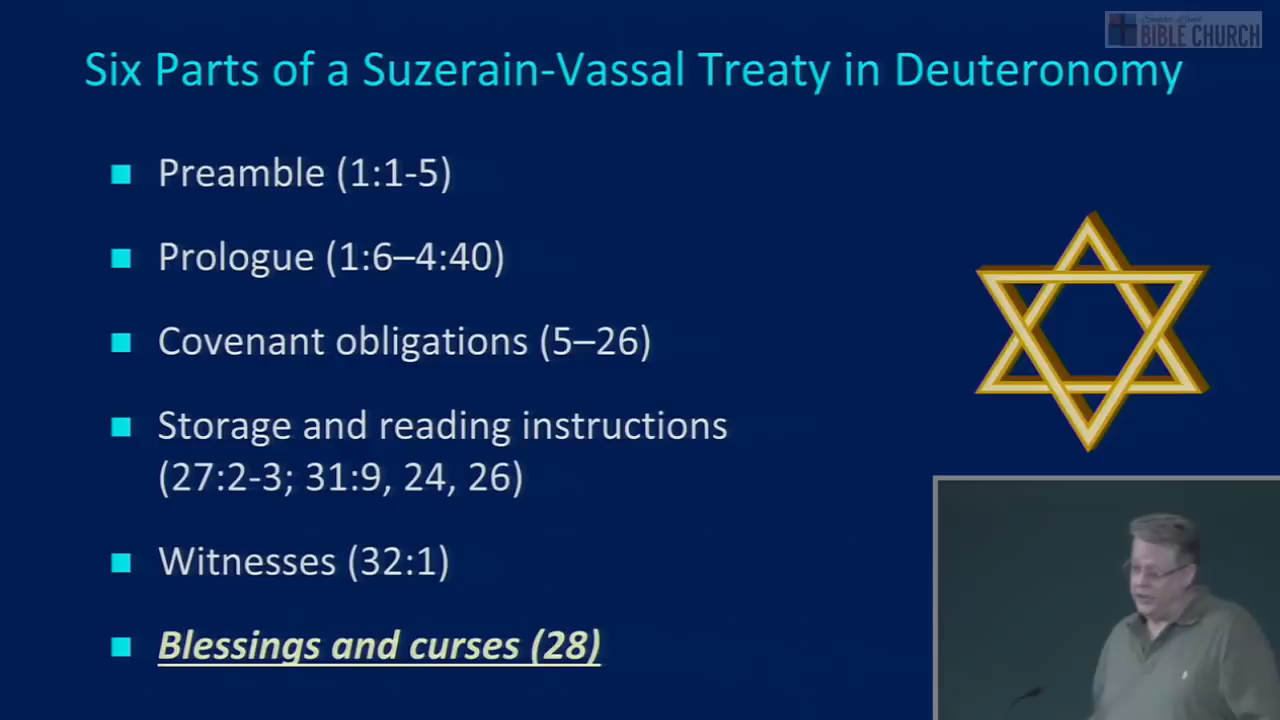 BIBLE CHURCH
Six Parts of a Suzerain-Vassal Treaty in Deuteronomy
■ Preamble (1:1-5)
■ Prologue (1:6–4:40)
■ Covenant obligations (5–26)
■ Storage and reading instructions
(27:2-3; 31:9, 24, 26)
■ Witnesses (32:1)
■ Blessings and curses (28)